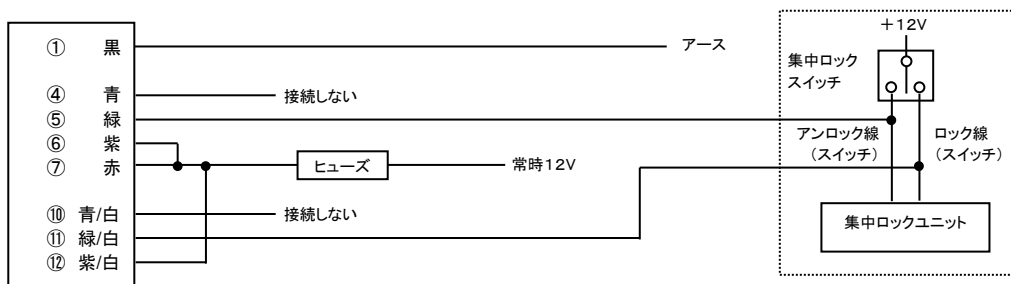 ① 黒
アース
④ 青
接続しない
⑤ 緑
⑥ 紫
⑦ 赤
ヒューズ
常時12V
⑩ 青/白
接続しない
⑪ 緑/白
⑫ 紫/白
＋12V
集中ロック
スイッチ
アンロック線
（スイッチ）
ロック線
（スイッチ）
集中ロックユニット